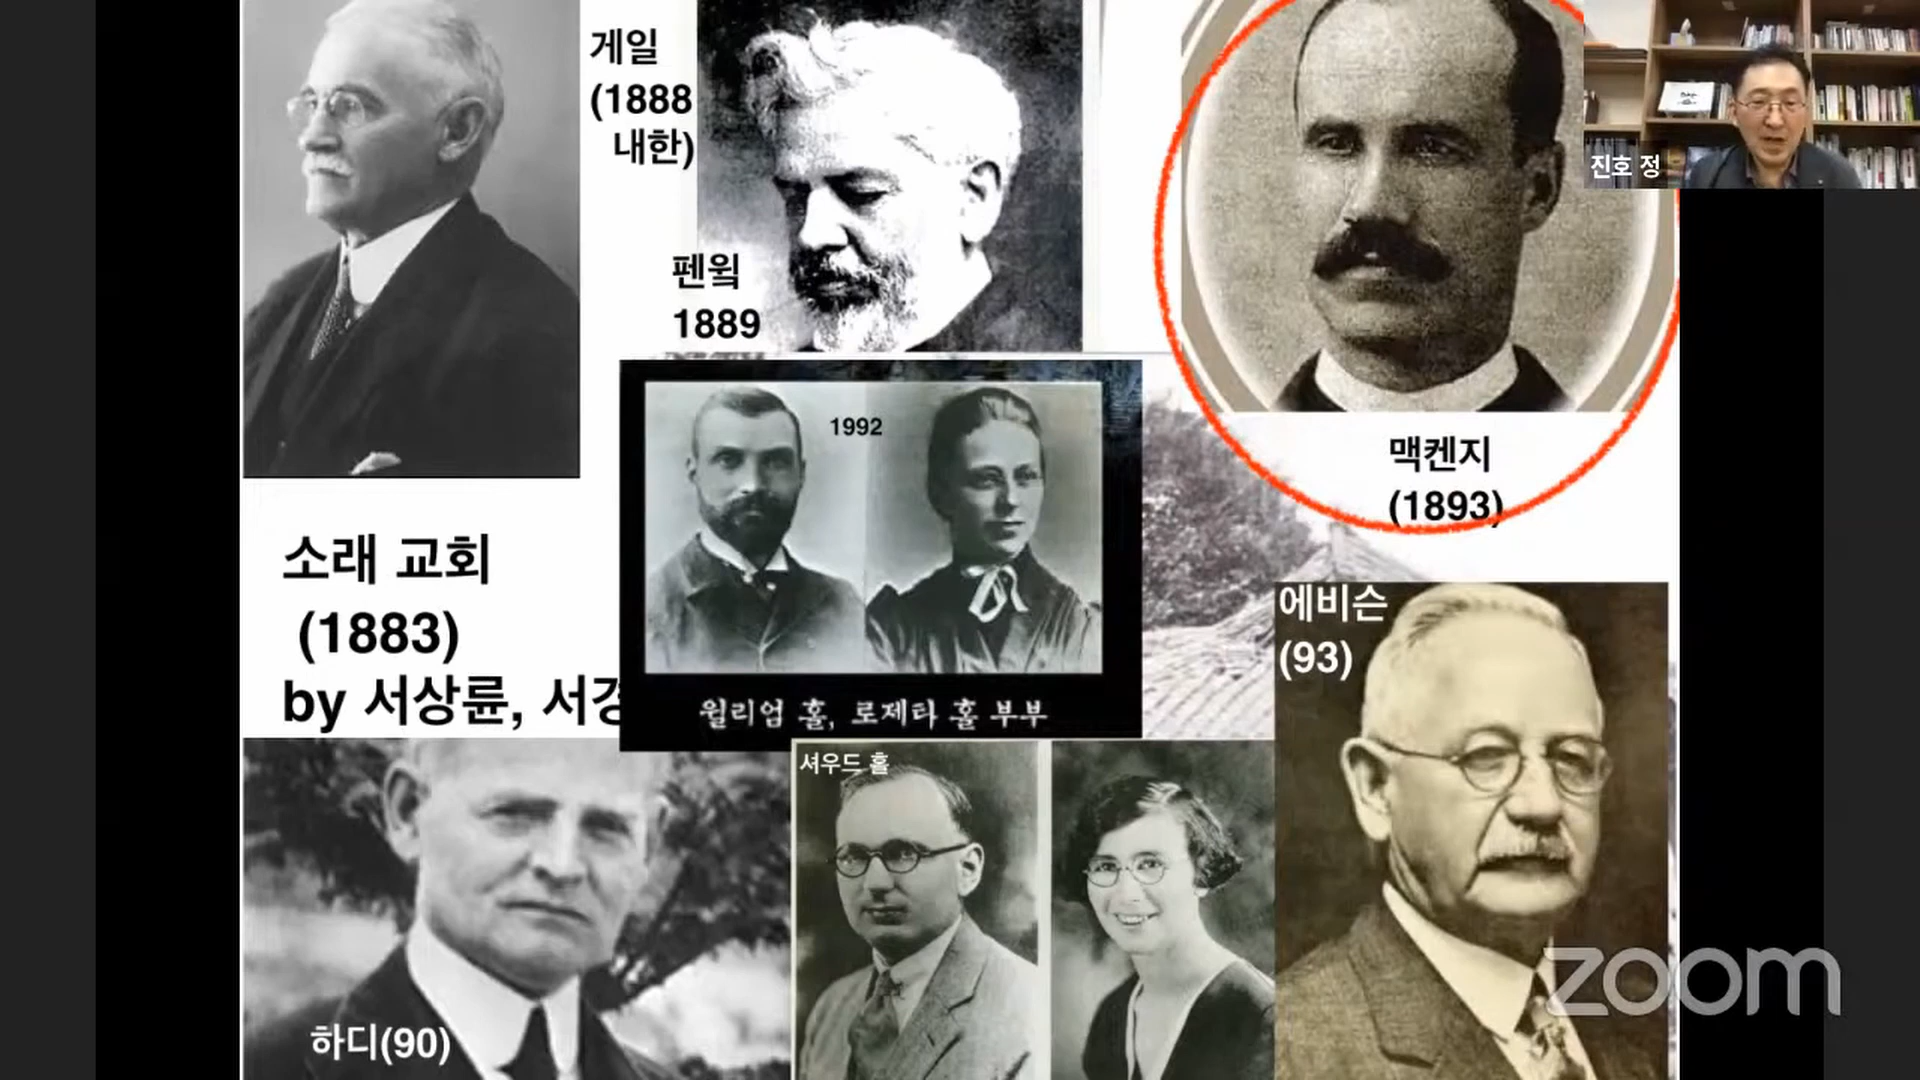 게일
(1888
내한)
펜윅
1889
진호 정
맥켄지
(1893)
1992
윌리엄 홀, 로제타 홀 부부
소래 교회
(1883)
by 서상륜,
에비슨
(93)
셔우드 홀
하디(90)
zoom